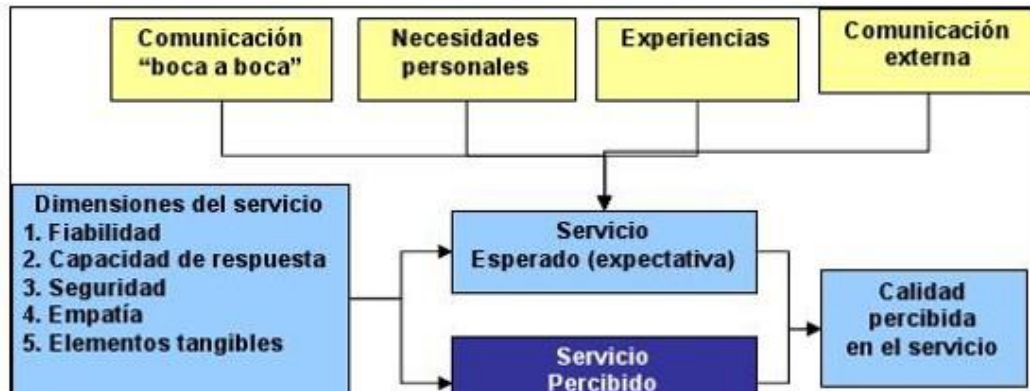 Comunicación
“boca a boca”
Necesidades
personales
Experiencias
Comunicación
externa
Dimensiones del servicio
1. Fiabilidad
2. Capacidad de respuesta
3. Seguridad
4. Empatía
5. Elementos tangibles
Servicio
Esperado (expectativa)
Servicio
Percibido
Calidad
percibida
en el servicio